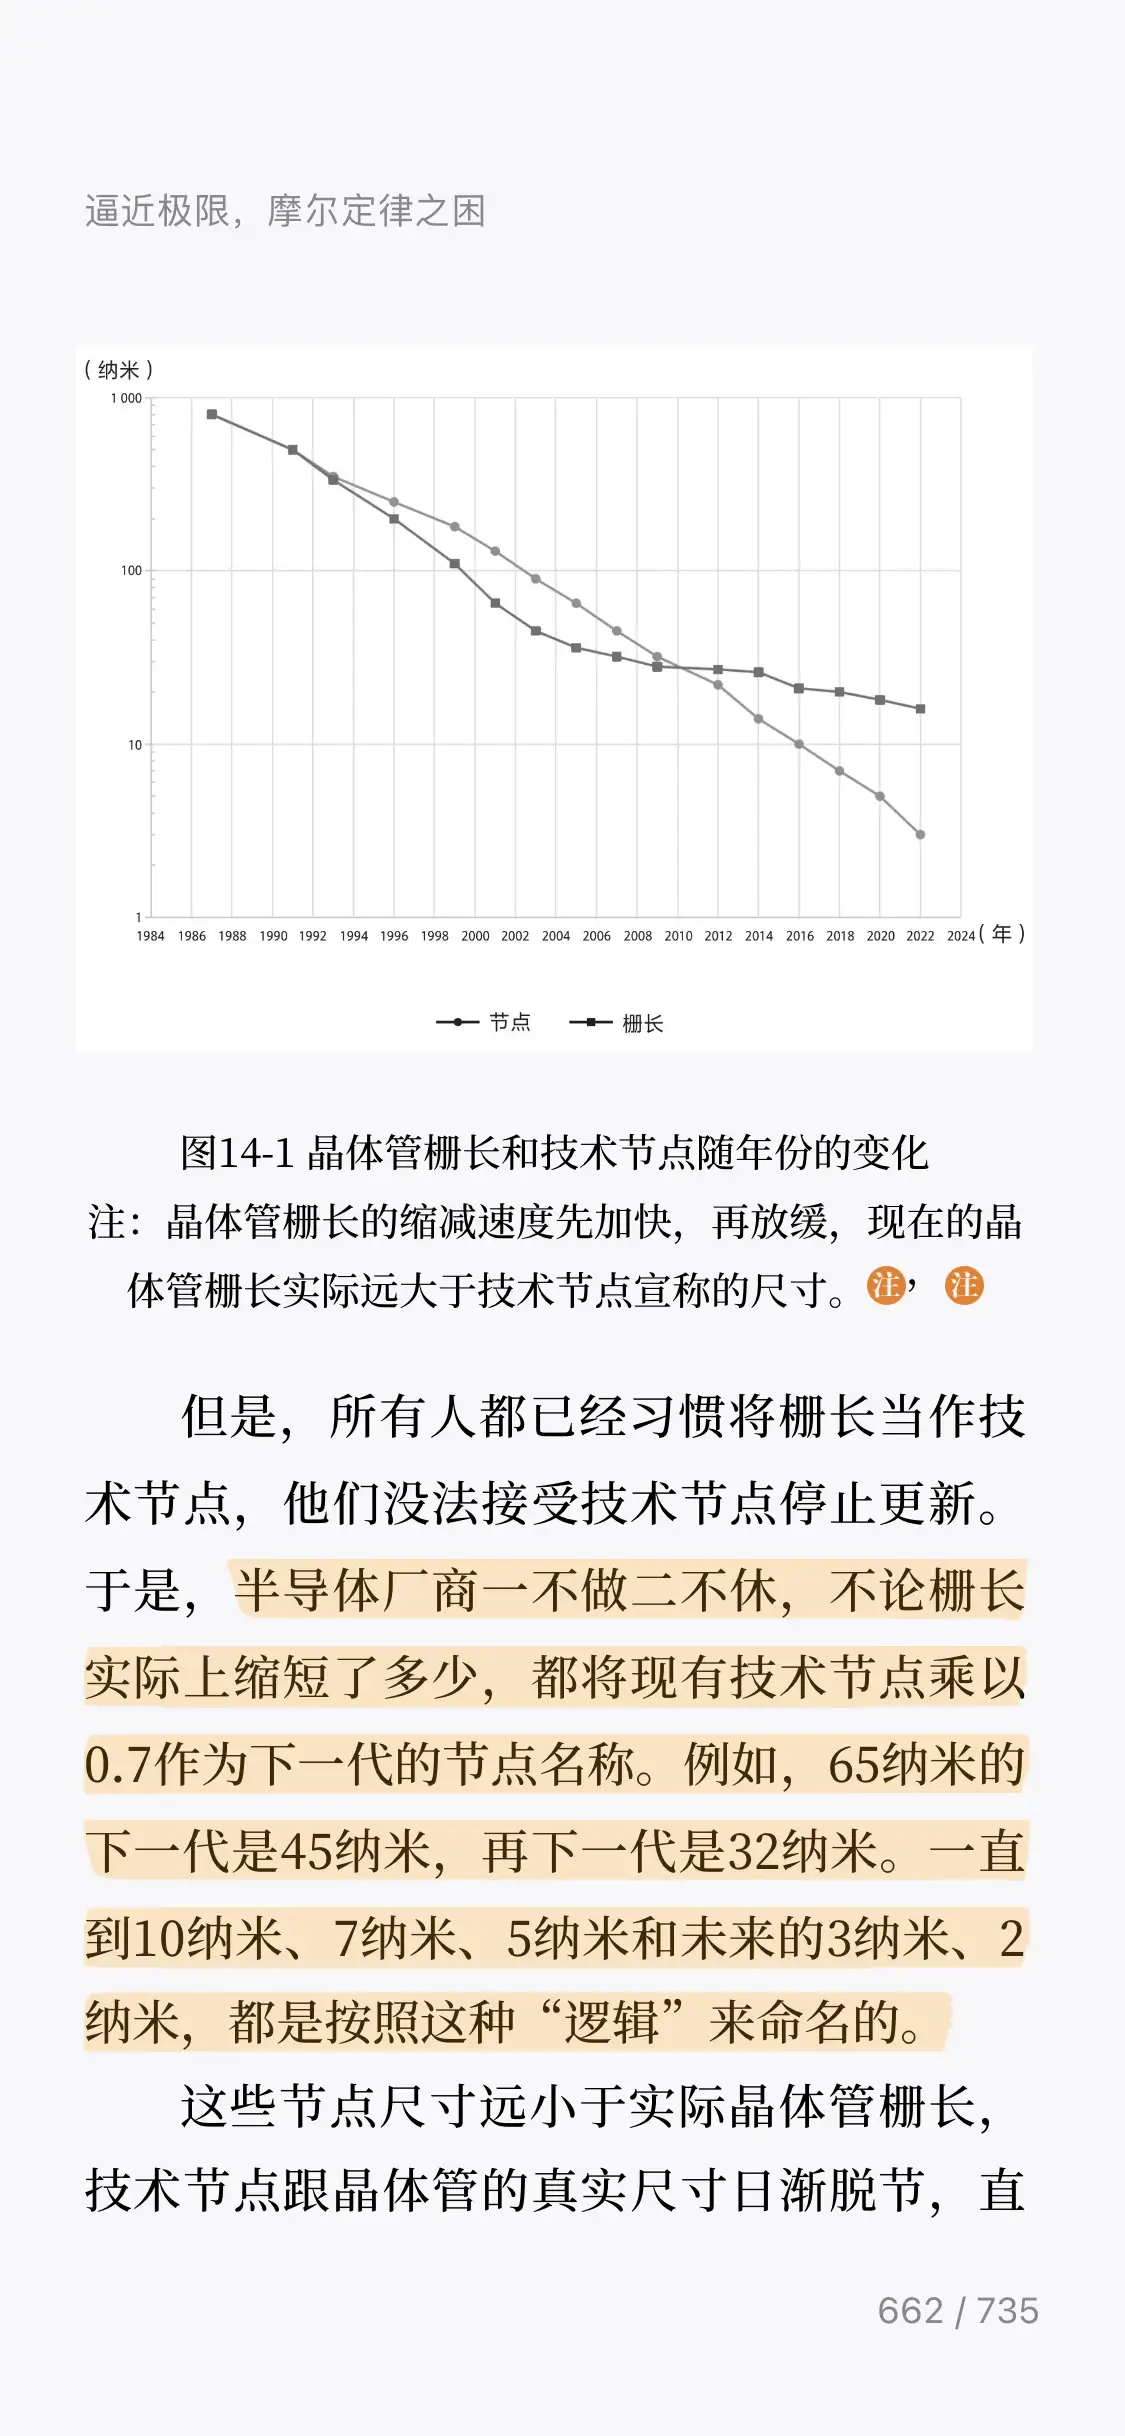 逼近极限，摩尔定律之困
（纳米）
1 000
100
10
1
1984 1986 1988 1990 1992 1994 1996 1998 2000 2002 2004 2006 2008 2010 2012 2014 2016 2018 2020 2022 2024（年）
节点 栅长
图14-1 晶体管栅长和技术节点随年份的变化
注：晶体管栅长的缩减速度先加快，再放缓，现在的晶
体管栅长实际远大于技术节点宣称的尺寸。注，注
但是，所有人都已经习惯将栅长当作技
术节点，他们没法接受技术节点停止更新。
于是，半导体厂商一不做二不休，不论栅长
实际上缩短了多少，都将现有技术节点乘以
0.7作为下一代的节点名称。例如，65纳米的
下一代是45纳米，再下一代是32纳米。一直
到10纳米、7纳米、5纳米和未来的3纳米、2
纳米，都是按照这种“逻辑”来命名的。
这些节点尺寸远小于实际晶体管栅长，
技术节点跟晶体管的真实尺寸日渐脱节，直
662 / 735